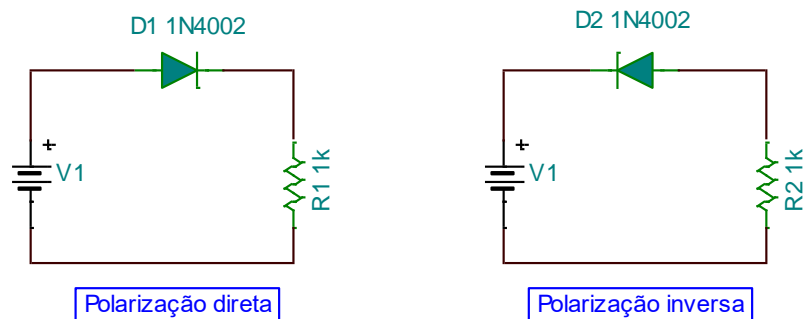 D1 1N4002
+
V1
R1 1k
Polarização direta
D2 1N4002
+
V1
R2 1k
Polarização inversa